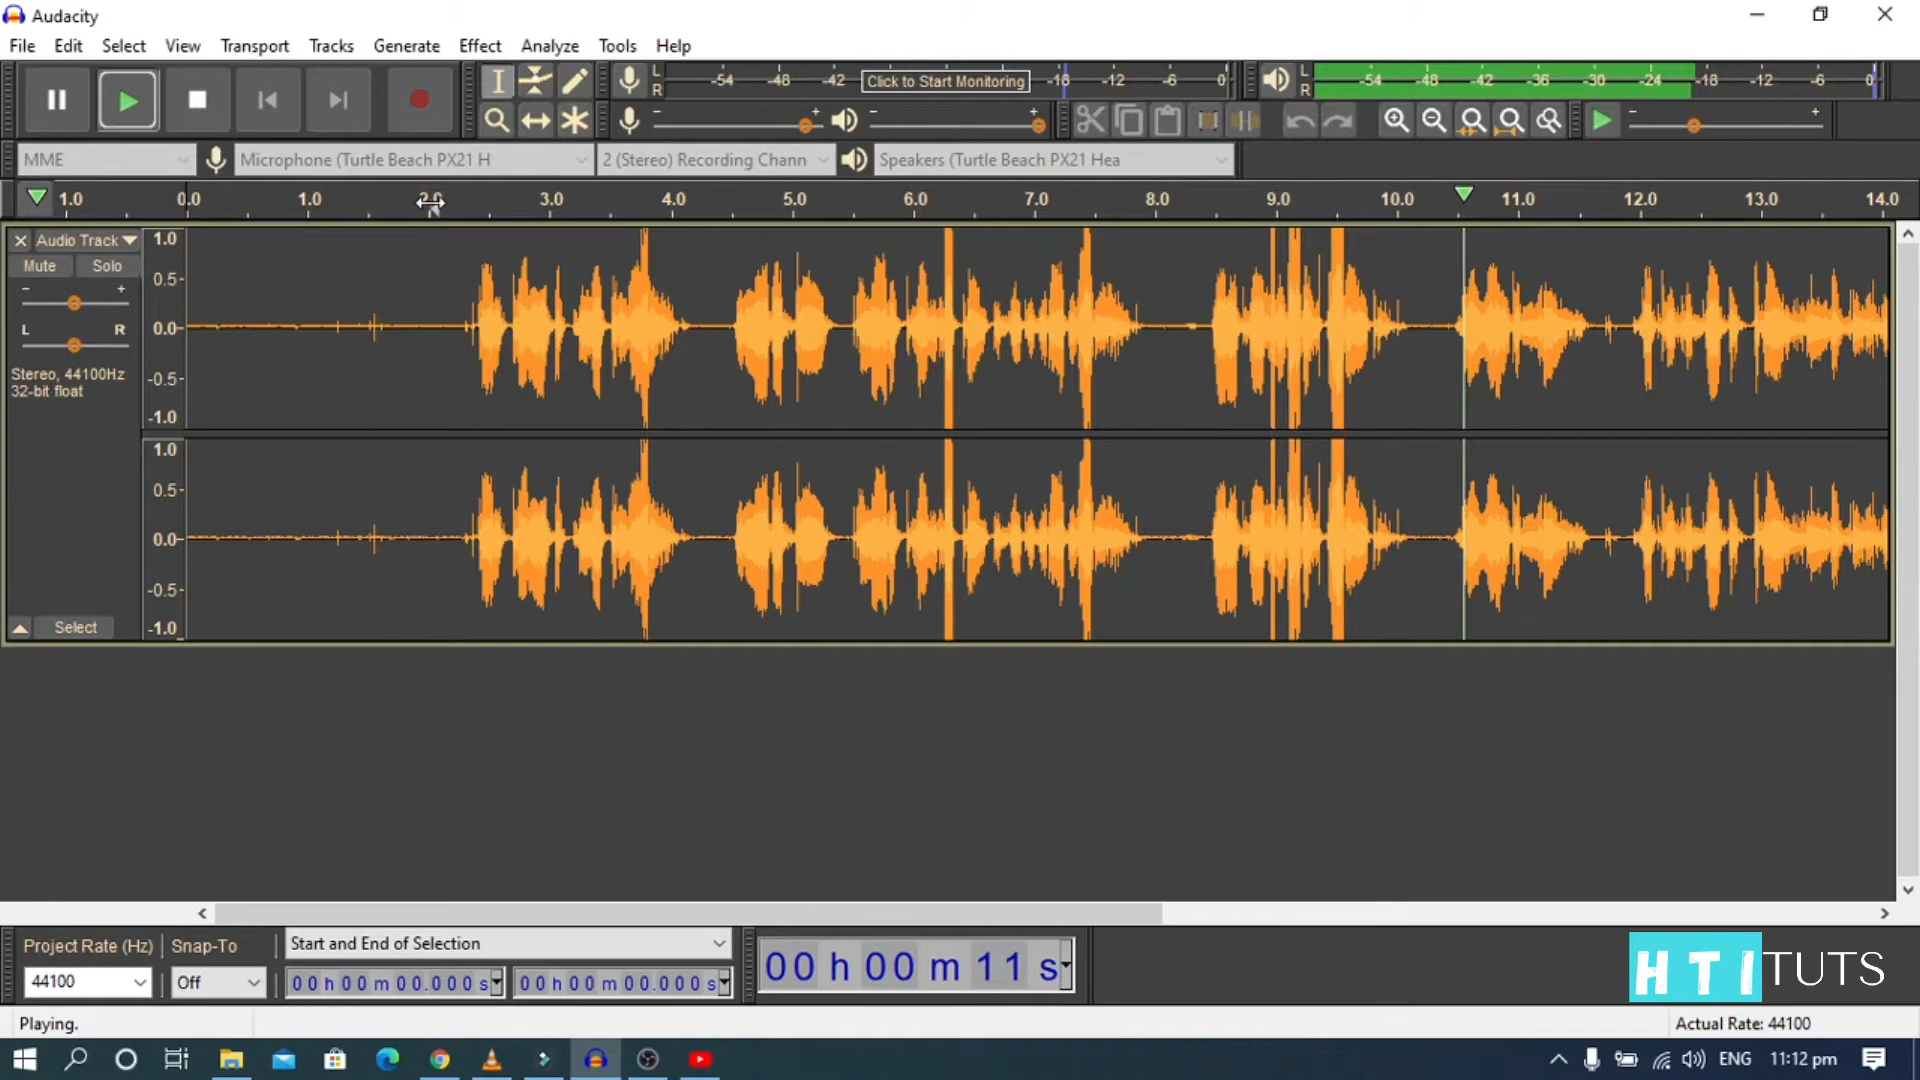 Audacity
File Edit Select View Transport Tracks Generate Effect Analyze Tools Help
L R -54 -48 -42 Click to Start Monitoring -18 -12 -6 0 L R -54 -48 -42 -36 -30 -24 -18 -12 -6 0
- + - + - +
MME Microphone (Turtle Beach PX21 H 2 (Stereo) Recording Chann Speakers (Turtle Beach PX21 Hea
1.0 0.0 1.0 2.0 3.0 4.0 5.0 6.0 7.0 8.0 9.0 10.0 11.0 12.0 13.0 14.0
Audio Track 1.0
Mute Solo
- + 0.5-
L R 0.0-
Stereo, 44100Hz -0.5-
32-bit float
-1.0
1.0
0.5-
0.0-
-0.5-
Select -1.0
Project Rate (Hz) Snap-To Start and End of Selection
44100 Off 00 h 00 m 00.000 s 00 h 00 m 00.000 s 00 h 00 m 11 s
HTI TUTS
Playing. Actual Rate: 44100
ENG 11:12 pm